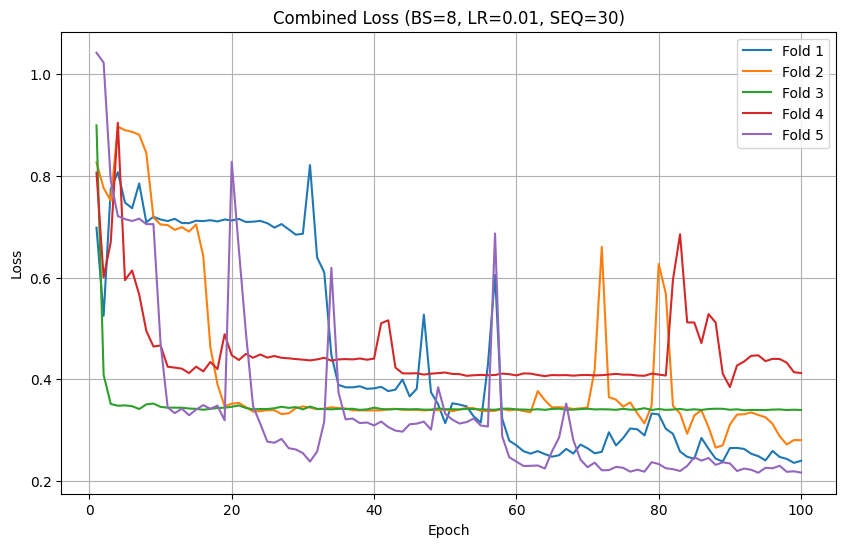 Combined Loss (BS=8, LR=0.01, SEQ=30)
Fold 1
Fold 2
Fold 3
Fold 4
Fold 5
Loss
1.0
0.8
0.6
0.4
0.2
0
20
40
60
80
100
Epoch